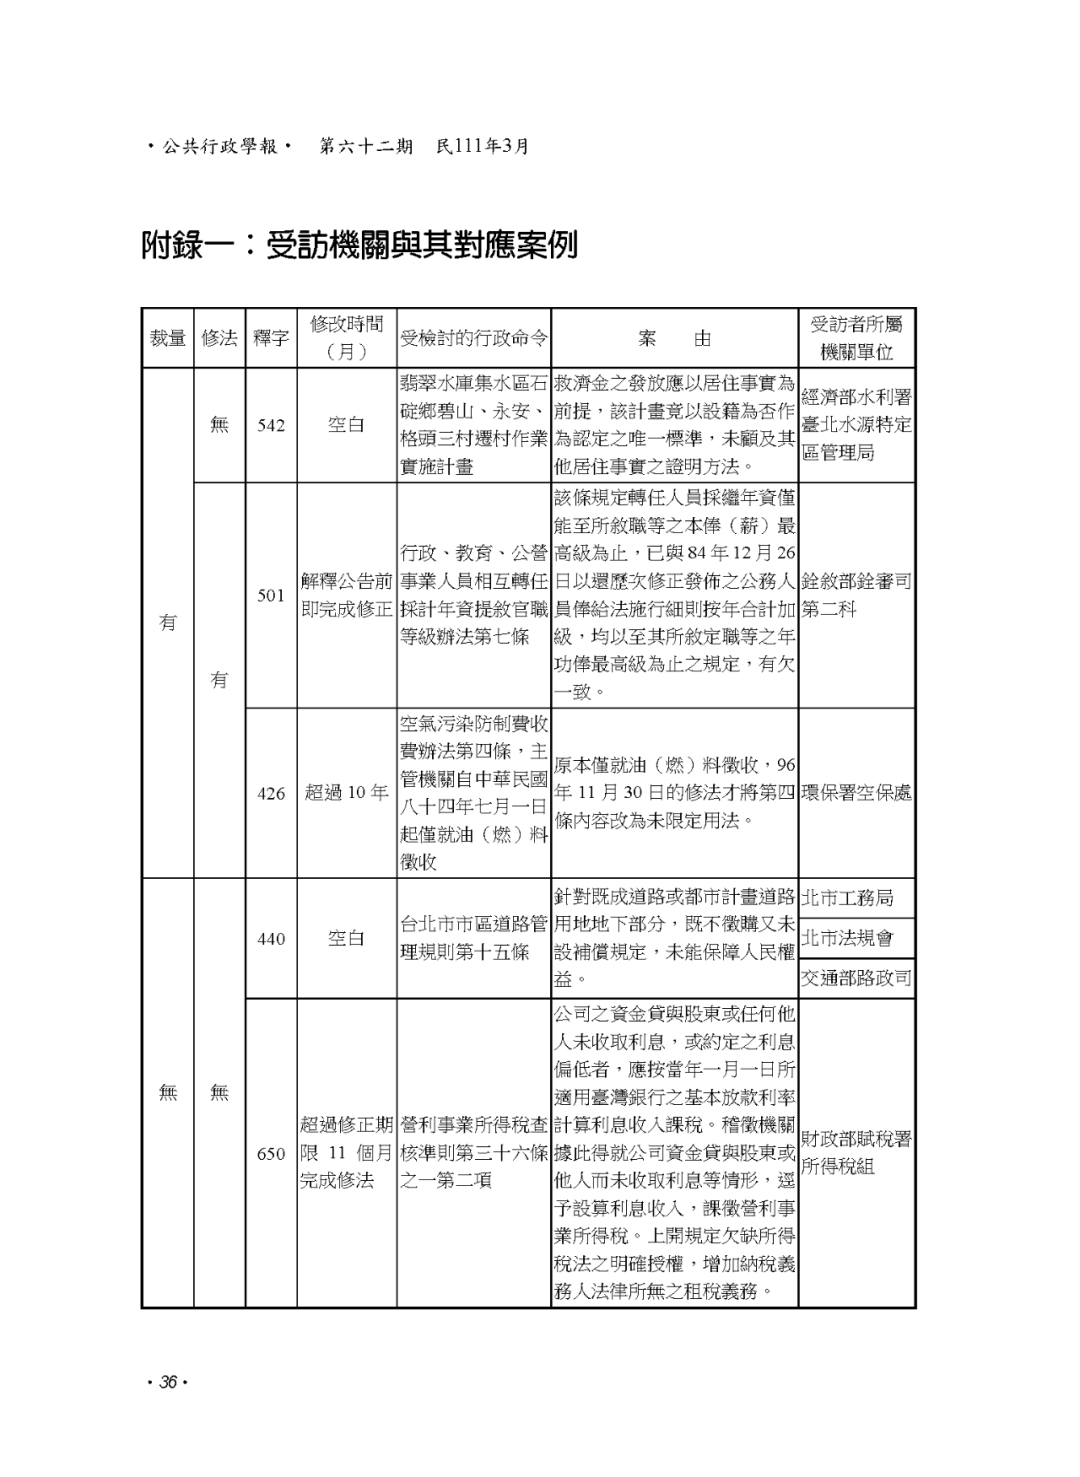 •公共行政學報•　第六十二期　民111年3月
附錄一：受訪機關與其對應案例
裁量
修法
釋字
修改時間
（月）
受檢討的行政命令
案　　由
受訪者所屬
機關單位
有
無
542
空白
翡翠水庫集水區石
碇鄉碧山、永安、
格頭三村遷村作業
實施計畫
救濟金之發放應以居住事實為
前提，該計畫竟以設籍為否作
為認定之唯一標準，未顧及其
他居住事實之證明方法。
經濟部水利署
臺北水源特定
區管理局
有
501
解釋公告前
即完成修正
行政、教育、公營
事業人員相互轉任
採計年資提敘官職
等級辦法第七條
該條規定轉任人員採繼年資僅
能至所敘職等之本俸（薪）最
高級為止，已與 84 年 12 月 26
日以還歷次修正發佈之公務人
員俸給法施行細則按年合計加
級，均以至其所敘定職等之年
功俸最高級為止之規定，有欠
一致。
銓敘部銓審司
第二科
426
超過 10 年
空氣污染防制費收
費辦法第四條，主
管機關自中華民國
八十四年七月一日
起僅就油（燃）料
徵收
原本僅就油（燃）料徵收，96
年 11 月 30 日的修法才將第四
條內容改為未限定用法。
環保署空保處
無
無
440
空白
台北市市區道路管
理規則第十五條
針對既成道路或都市計畫道路
用地地下部分，既不徵購又未
設補償規定，未能保障人民權
益。
北市工務局
北市法規會
交通部路政司
650
超過修正期
限 11 個月
完成修法
營利事業所得稅查
核準則第三十六條
之一第二項
公司之資金貸與股東或任何他
人未收取利息，或約定之利息
偏低者，應按當年一月一日所
適用臺灣銀行之基本放款利率
計算利息收入課稅。稽徵機關
據此得就公司資金貸與股東或
他人而未收取利息等情形，逕
予設算利息收入，課徵營利事
業所得稅。上開規定欠缺所得
稅法之明確授權，增加納稅義
務人法律所無之租稅義務。
財政部賦稅署
所得稅組
•36•